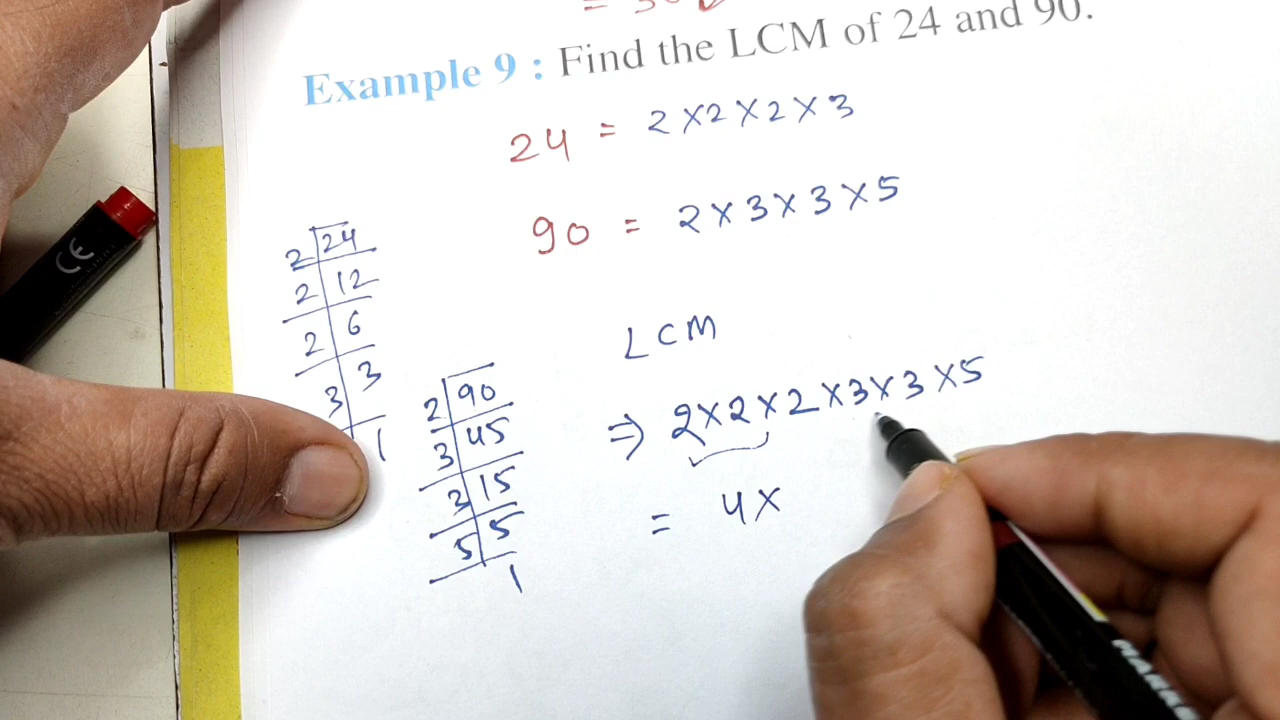 Example 9 : Find the LCM of 24 and 90.
24 = 2 × 2 × 2 × 3
90 = 2 × 3 × 3 × 5
2 24
2 12
2 6
3 3
1
2 90
3 45
3 15
5 5
1
LCM
⇒ 2 × 2 × 2 × 3 × 3 × 5
= 4 ×
CE